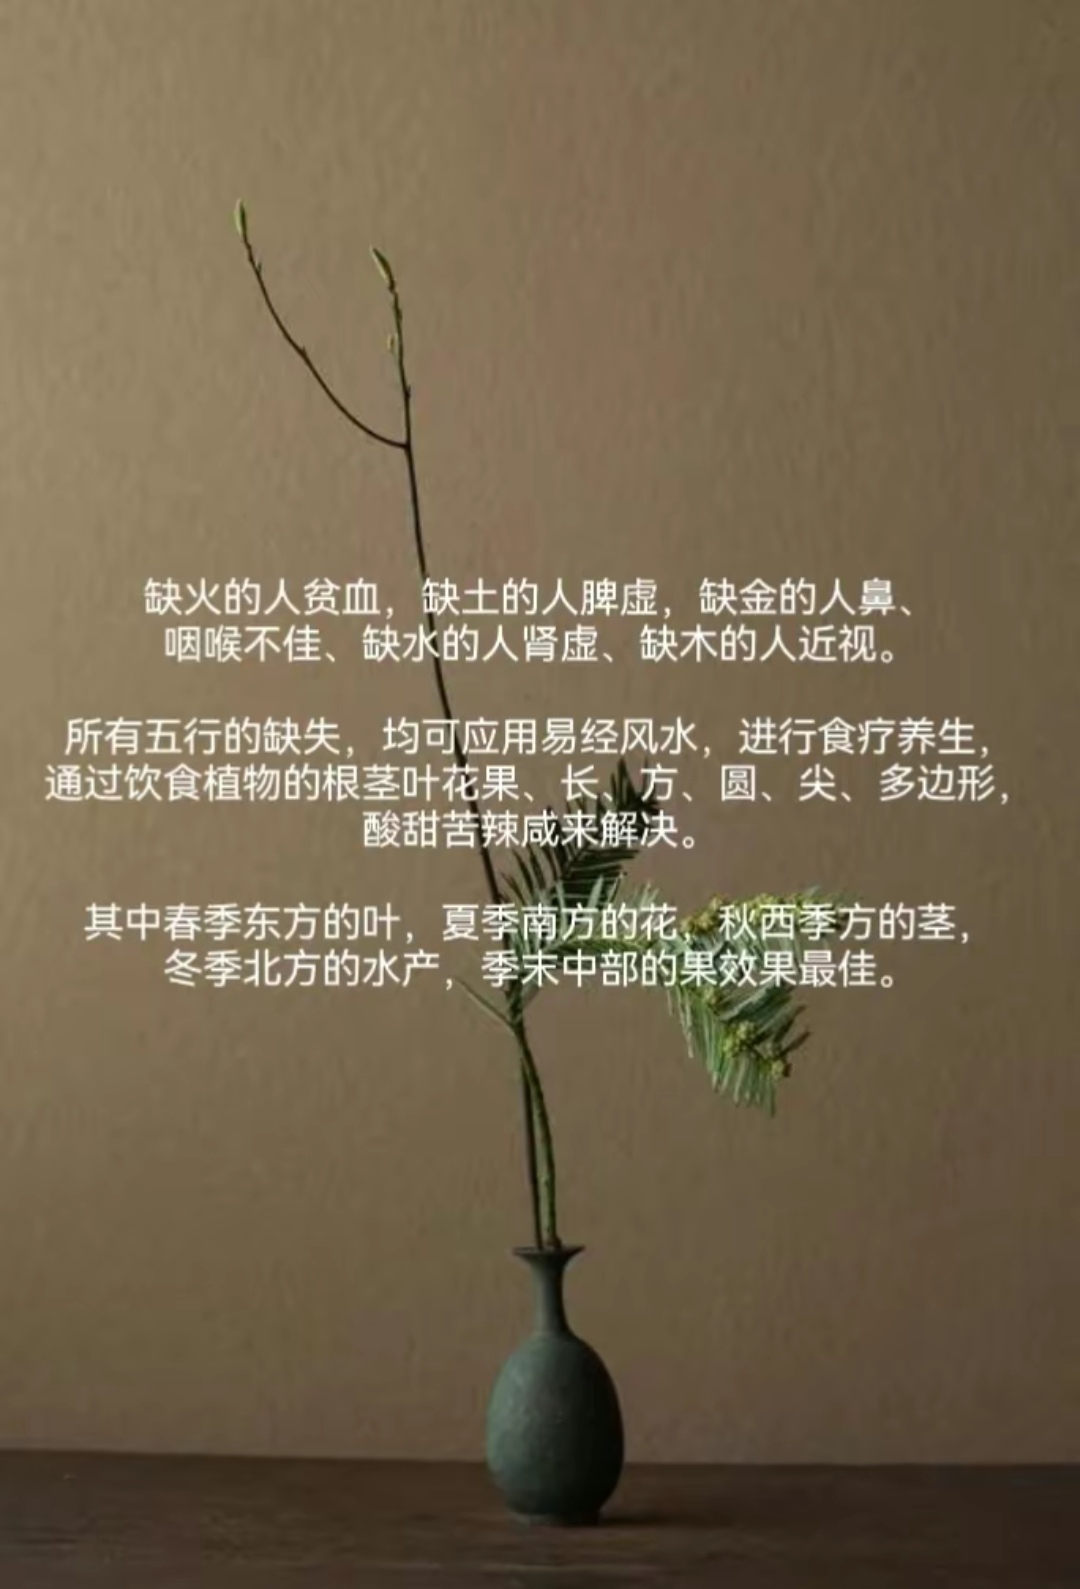 缺火的人贫血，缺土的人脾虚，缺金的人鼻、
咽喉不佳、缺水的人肾虚、缺木的人近视。
所有五行的缺失，均可应用易经风水，进行食疗养生，
通过饮食植物的根茎叶花果、长、方、圆、尖、多边形，
酸甜苦辣咸来解决。
其中春季东方的叶，夏季南方的花，秋西季方的茎，
冬季北方的水产，季末中部的果效果最佳。